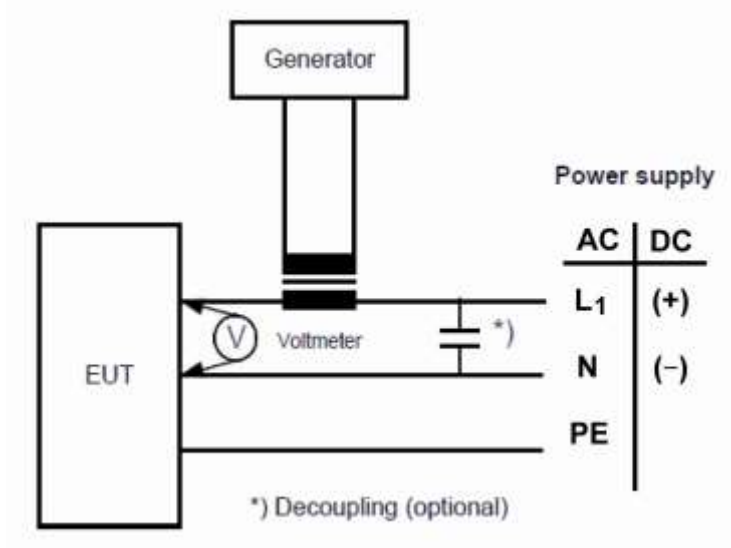 Generator
Power supply
AC DC
L1 (+)
V Voltmeter *)
EUT N (−)
PE
*) Decoupling (optional)